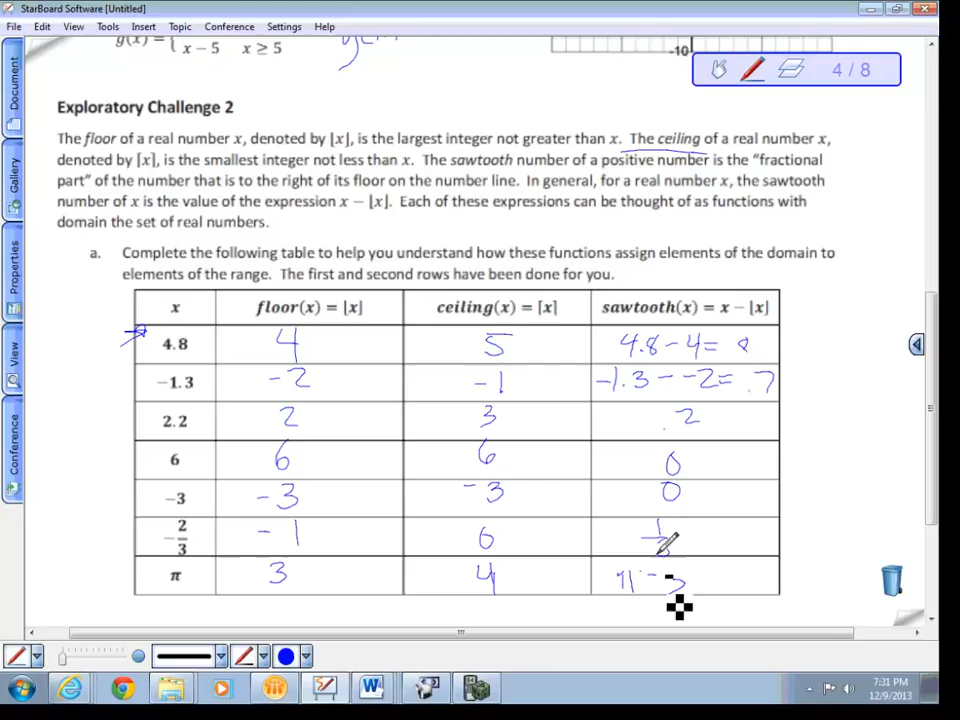 StarBoard Software [Untitled]
File Edit View Tools Insert Topic Conference Settings Help
g(x) = { x − 5 x ≥ 5
-10
4 / 8
Document
Gallery
Properties
View
Conference
Exploratory Challenge 2
The floor of a real number x, denoted by ⌊x⌋, is the largest integer not greater than x. The ceiling of a real number x,
denoted by ⌈x⌉, is the smallest integer not less than x. The sawtooth number of a positive number is the “fractional
part” of the number that is to the right of its floor on the number line. In general, for a real number x, the sawtooth
number of x is the value of the expression x − ⌊x⌋. Each of these expressions can be thought of as functions with
domain the set of real numbers.
a. Complete the following table to help you understand how these functions assign elements of the domain to
elements of the range. The first and second rows have been done for you.
x floor(x) = ⌊x⌋ ceiling(x) = ⌈x⌉ sawtooth(x) = x − ⌊x⌋
4.8 4 5 4.8 − 4 = .8
−1.3 -2 -1 -1.3 - -2 = .7
2.2 2 3 .2
6 6 6 0
−3 -3 -3 0
−2/3 -1 0 1/3
π 3 4 π - 3
7:31 PM
12/9/2013